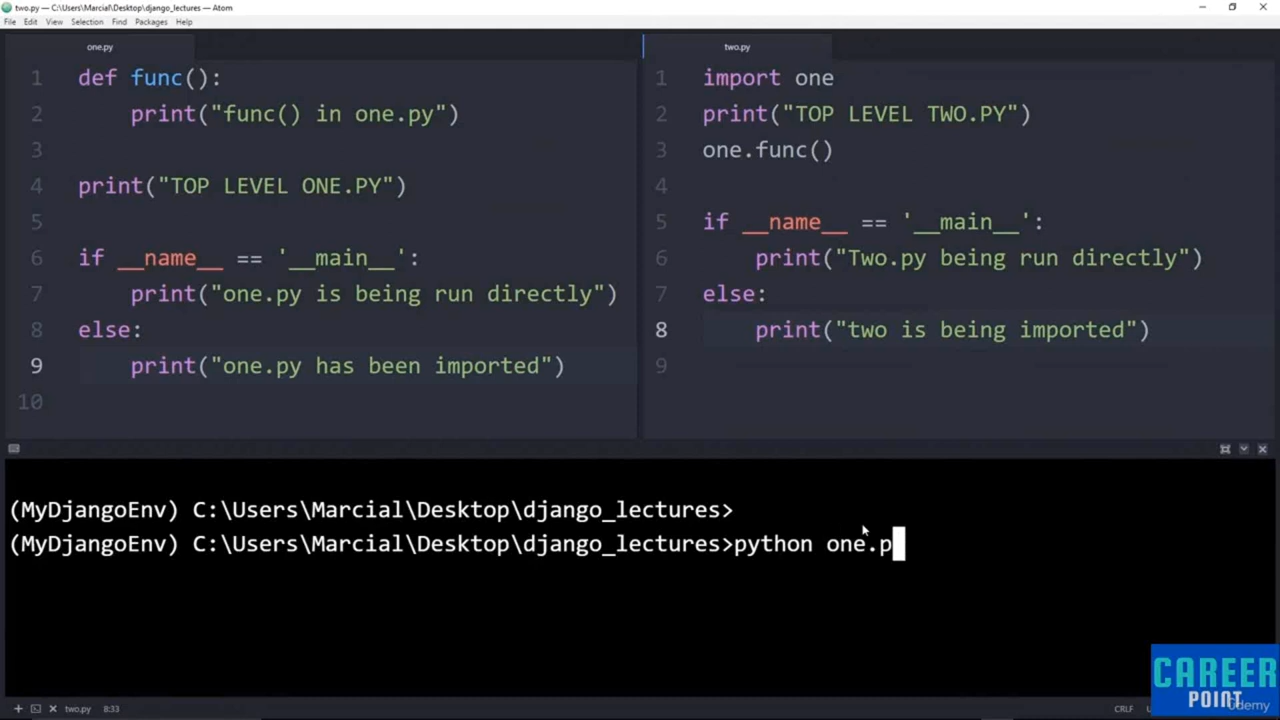 two.py — C:\Users\Marcial\Desktop\django_lectures — Atom
File Edit View Selection Find Packages Help
one.py
1 def func():
2     print("func() in one.py")
3
4 print("TOP LEVEL ONE.PY")
5
6 if __name__ == '__main__':
7     print("one.py is being run directly")
8 else:
9     print("one.py has been imported")
10
two.py
1 import one
2 print("TOP LEVEL TWO.PY")
3 one.func()
4
5 if __name__ == '__main__':
6     print("Two.py being run directly")
7 else:
8     print("two is being imported")
9
(MyDjangoEnv) C:\Users\Marcial\Desktop\django_lectures>
(MyDjangoEnv) C:\Users\Marcial\Desktop\django_lectures>python one.p
two.py 8:33
CRLF
CAREER
POINT
Udemy